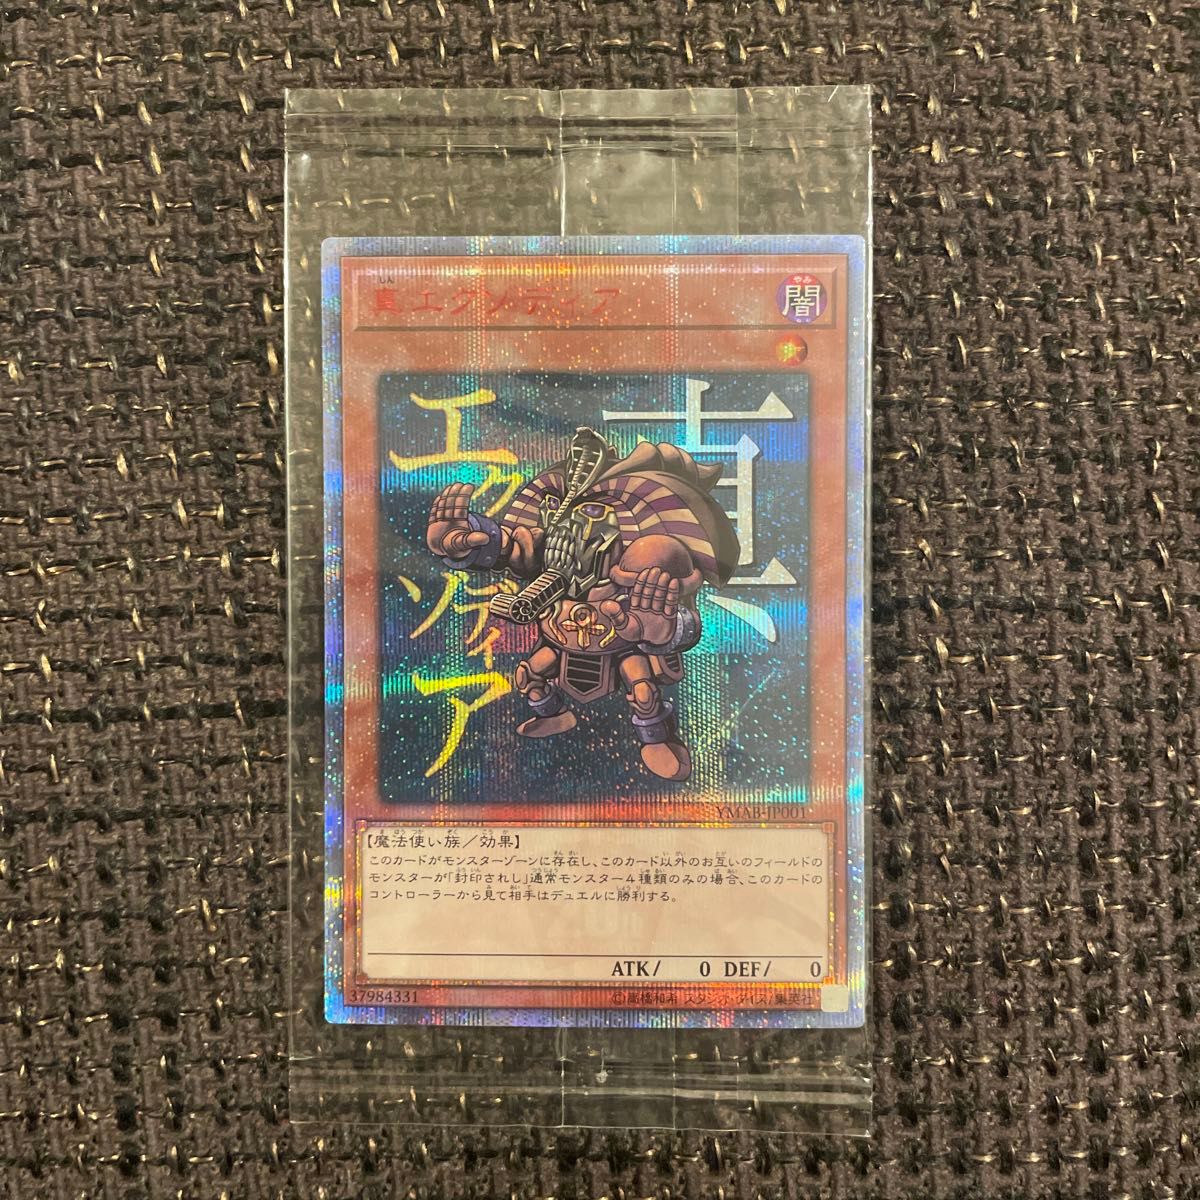 しん
真エクゾディア
やみ
闇
真、
エクゾディア
YMAB-JP001
【魔法使い族／効果】
このカードがモンスターゾーンに存在し、このカード以外のお互いのフィールドの
モンスターが「封印されし」通常モンスター４種類のみの場合、このカードの
コントローラーから見て相手はデュエルに勝利する。
20th
ATK/ 0 DEF/ 0
37984331
©高橋和希 スタジオ・ダイス/集英社